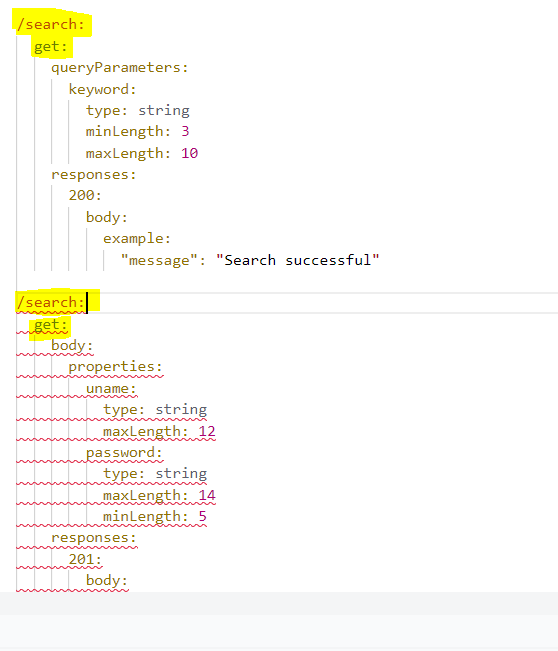 /search:
get:
queryParameters:
keyword:
type: string
minLength: 3
maxLength: 10
responses:
200:
body:
example:
"message": "Search successful"
/search:
get:
body:
properties:
uname:
type: string
maxLength: 12
password:
type: string
maxLength: 14
minLength: 5
responses:
201:
body: